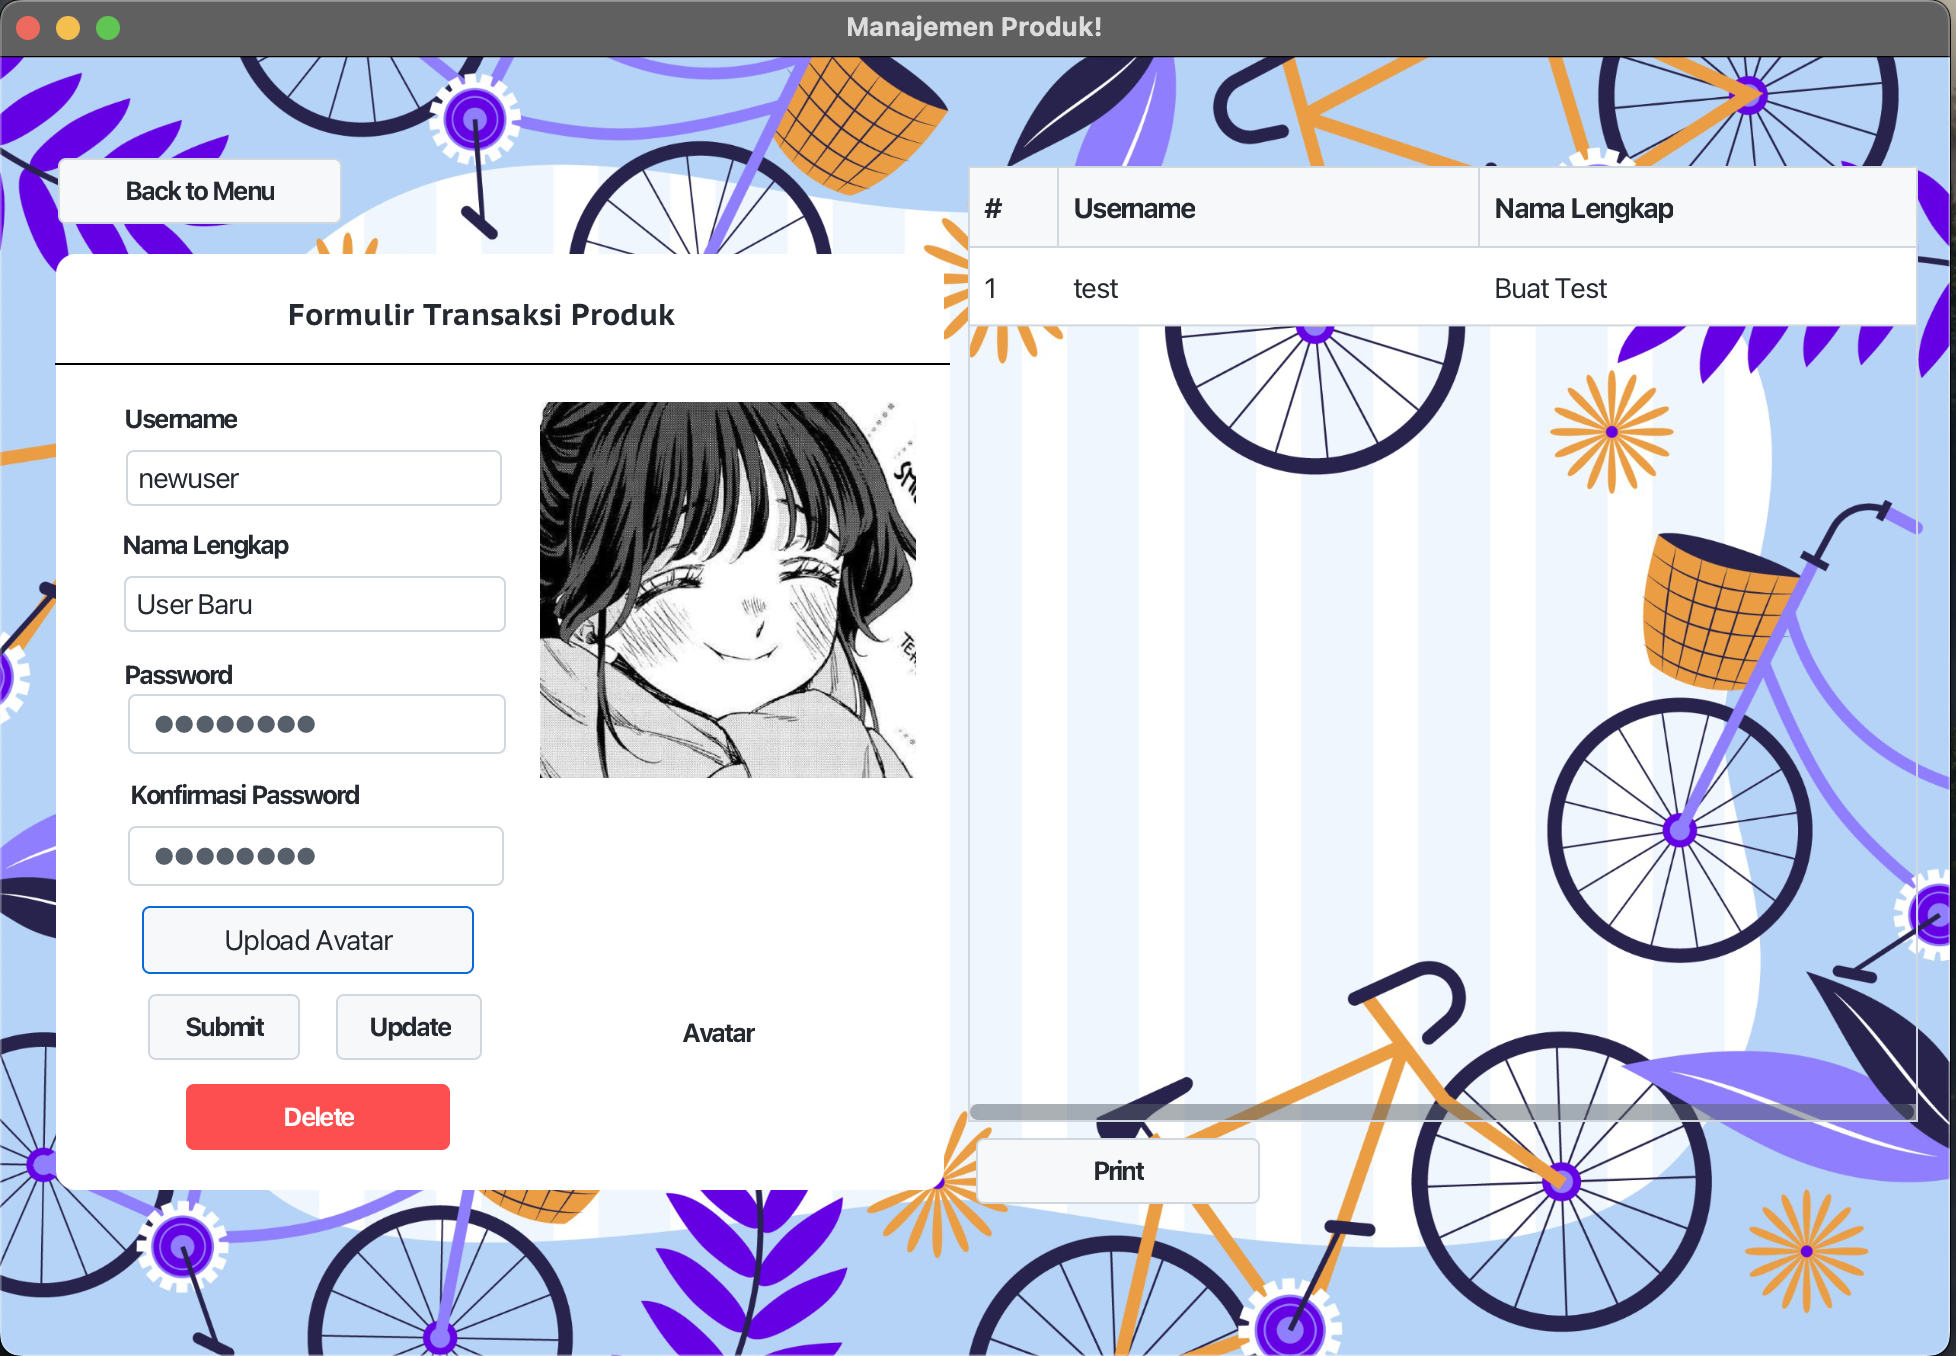 Manajemen Produk!
Back to Menu
Formulir Transaksi Produk
Username
newuser
Nama Lengkap
User Baru
Password
●●●●●●●●
Konfirmasi Password
●●●●●●●●
Upload Avatar
Submit
Update
Delete
Avatar
# Username Nama Lengkap
1 test Buat Test
Print